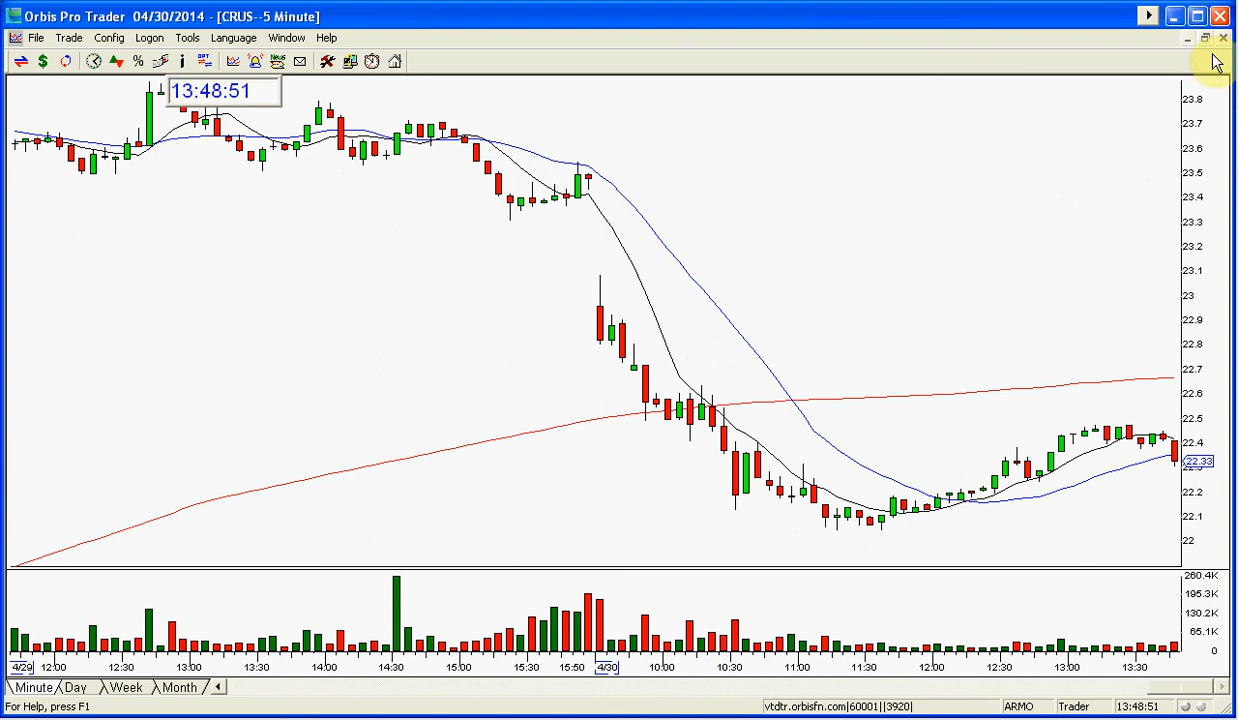 Orbis Pro Trader 04/30/2014 - [CRUS--5 Minute]
File Trade Config Logon Tools Language Window Help
13:48:51
23.8
23.7
23.6
23.5
23.4
23.3
23.2
23.1
23
22.9
22.8
22.7
22.6
22.5
22.4
22.33
22.2
22.1
22
260.4K
195.3K
130.2K
65.1K
0
4/29 12:00 12:30 13:00 13:30 14:00 14:30 15:00 15:30 15:50 4/30 10:00 10:30 11:00 11:30 12:00 12:30 13:00 13:30
Minute Day Week Month
For Help, press F1 vtdtr.orbisfn.com|60001||3920| ARMO Trader 13:48:51